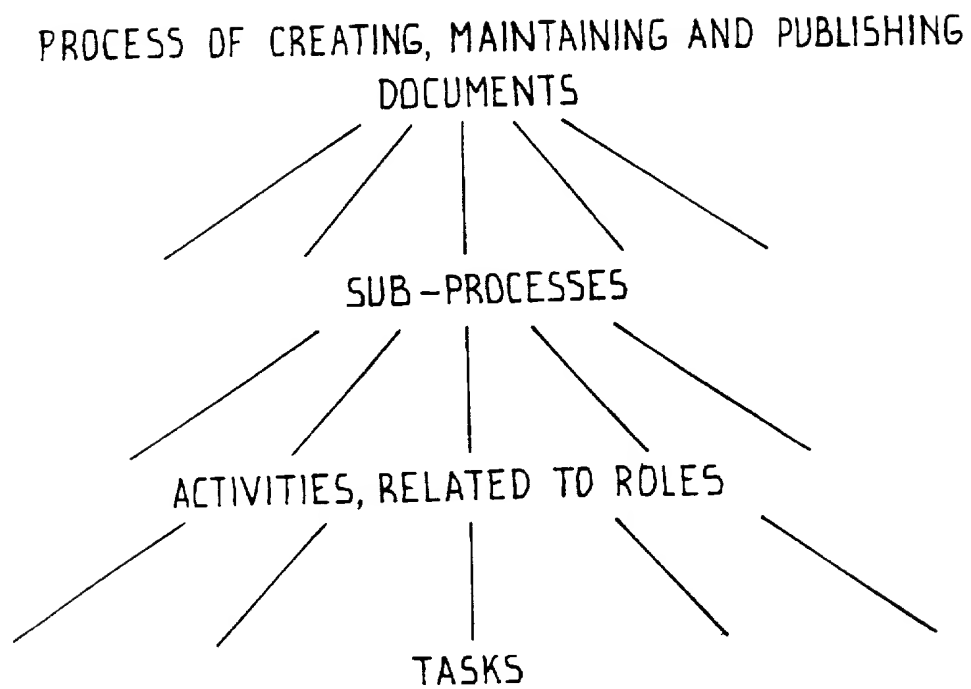 PROCESS OF CREATING, MAINTAINING AND PUBLISHING
DOCUMENTS
SUB-PROCESSES
ACTIVITIES, RELATED TO ROLES
TASKS